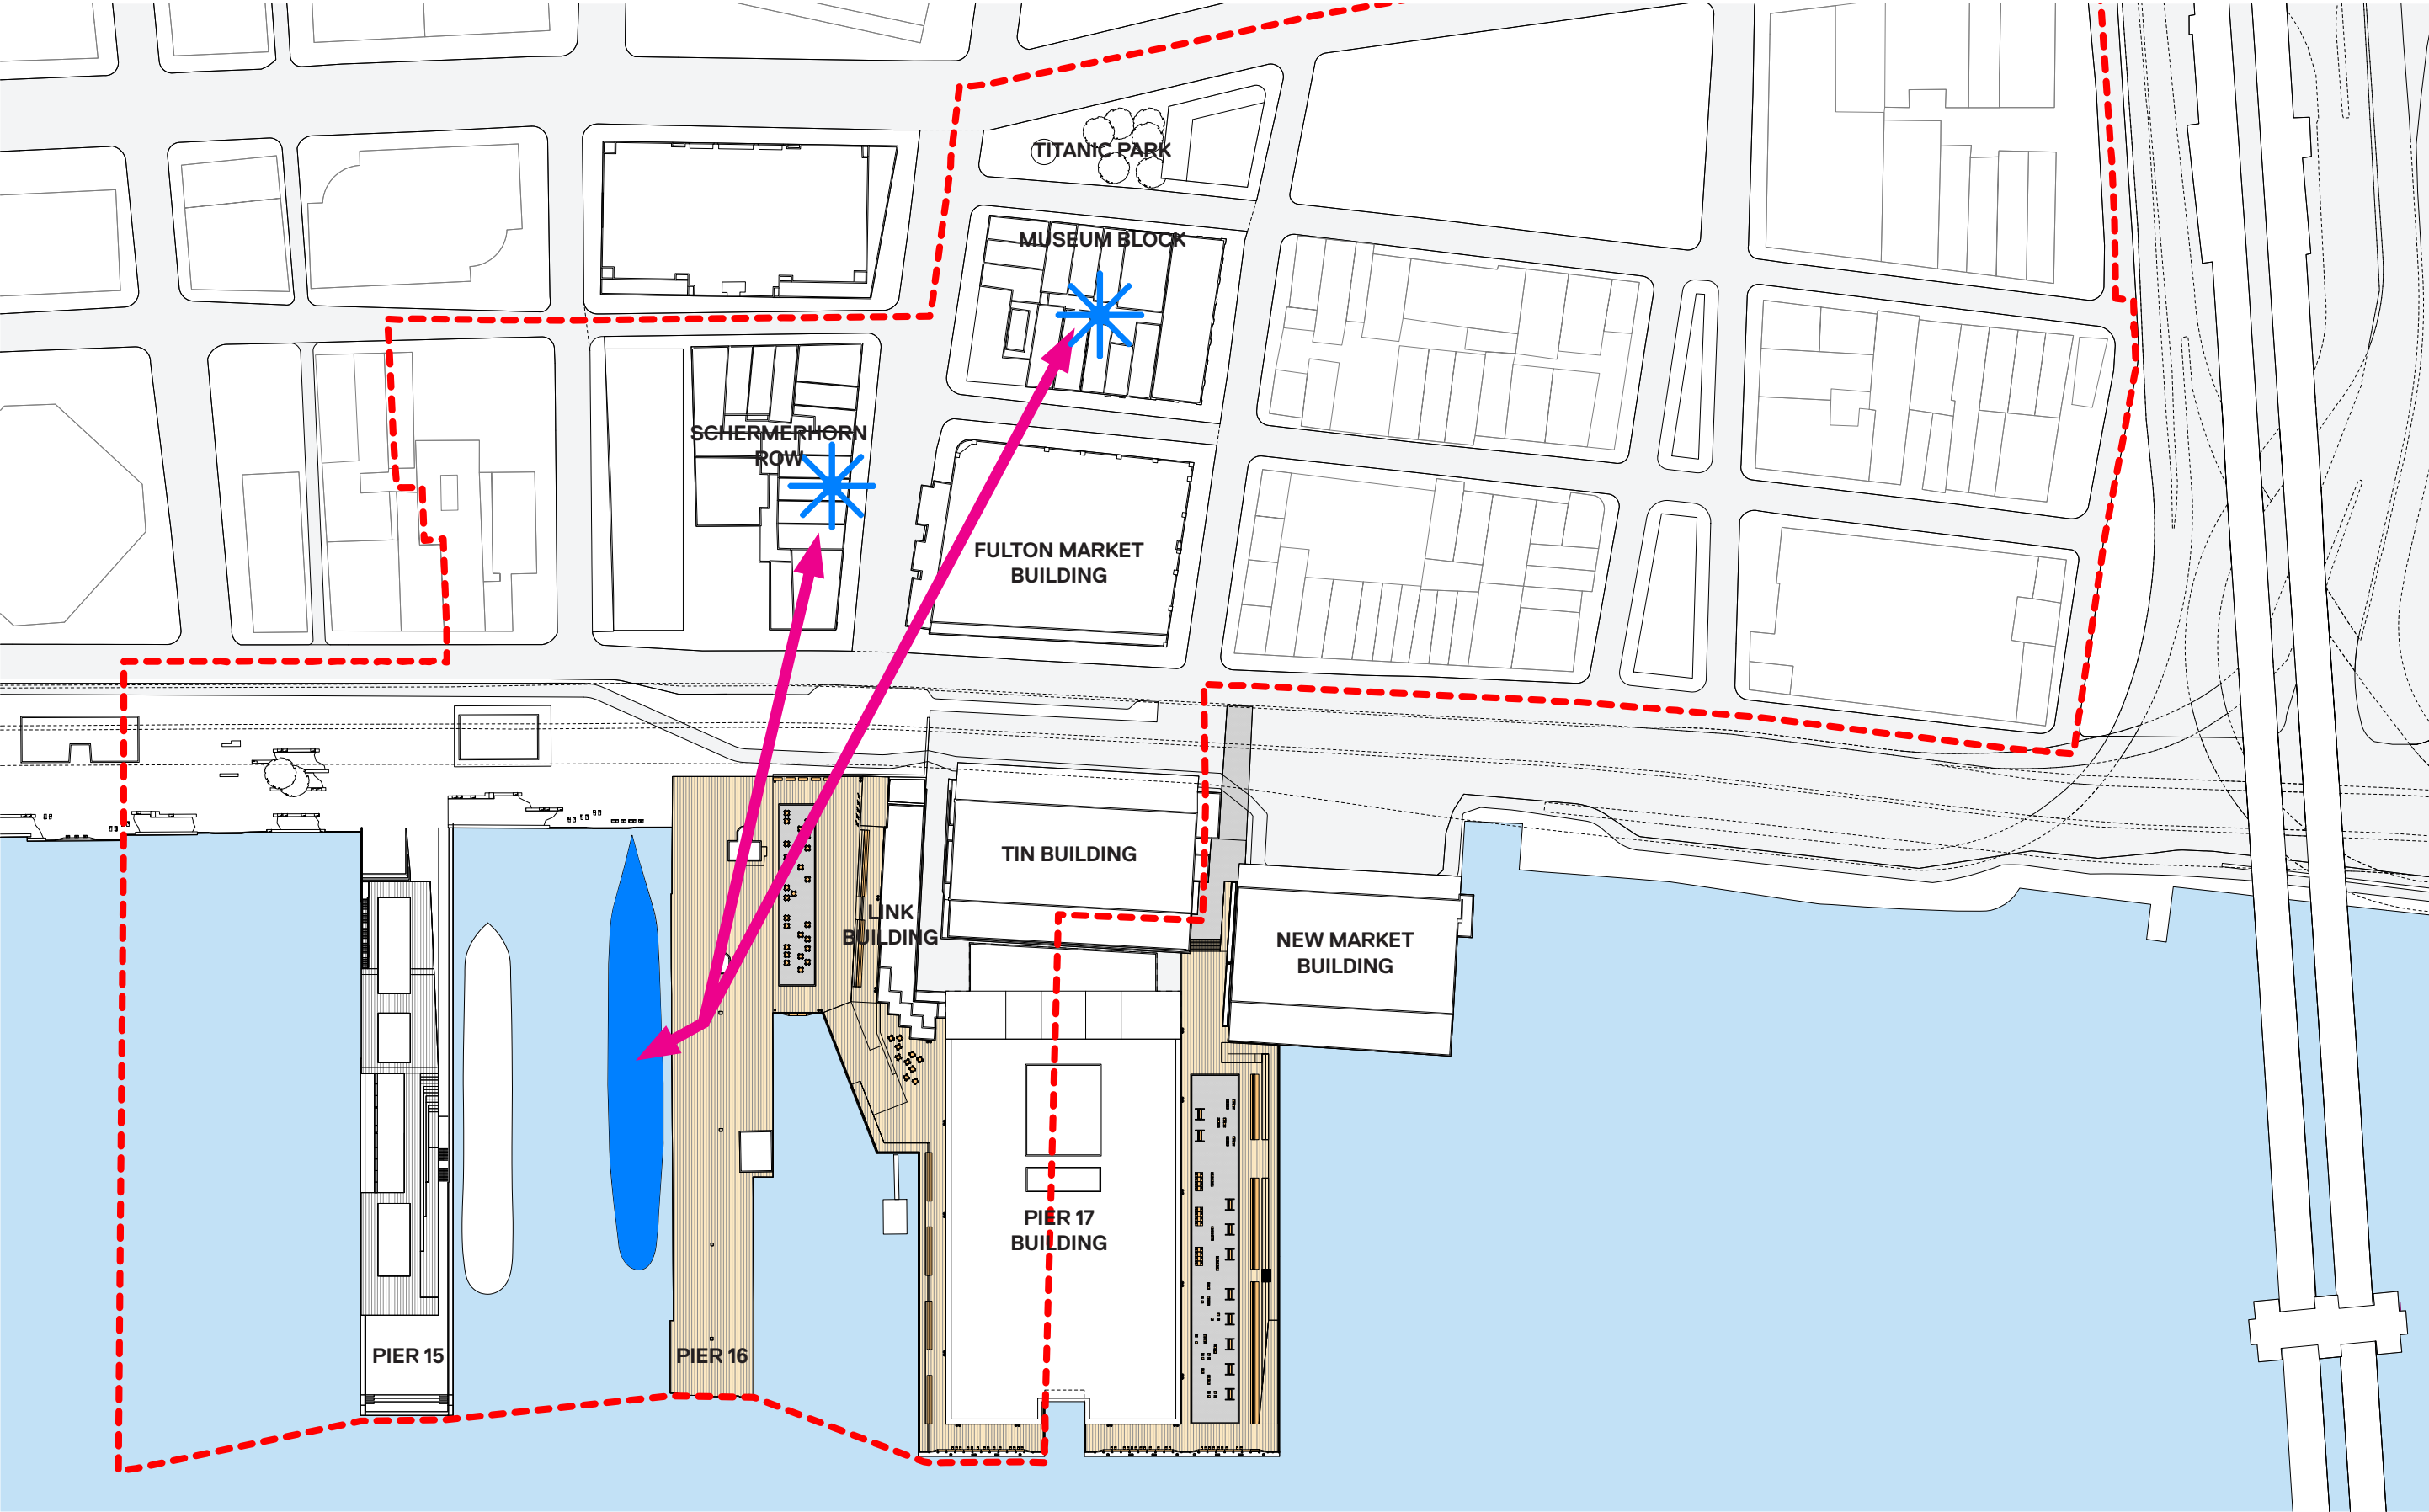 TITANIC PARK
MUSEUM BLOCK
SCHERMERHORN
ROW
FULTON MARKET
BUILDING
TIN BUILDING
LINK
BUILDING
NEW MARKET
BUILDING
PIER 17
BUILDING
PIER 15
PIER 16